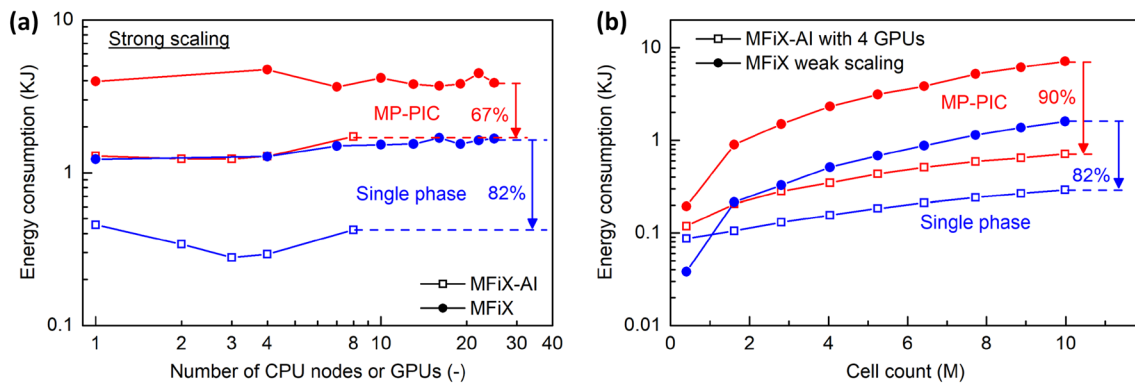 (a)
Strong scaling
10
1
0.1
Energy consumption (KJ)
MP-PIC
67%
Single phase
82%
MFiX-AI
MFiX
1 2 3 4 8 10 20 30 40
Number of CPU nodes or GPUs (-)
(b)
MFiX-AI with 4 GPUs
MFiX weak scaling
10
1
0.1
0.01
Energy consumption (KJ)
MP-PIC
90%
82%
Single phase
0 2 4 6 8 10
Cell count (M)